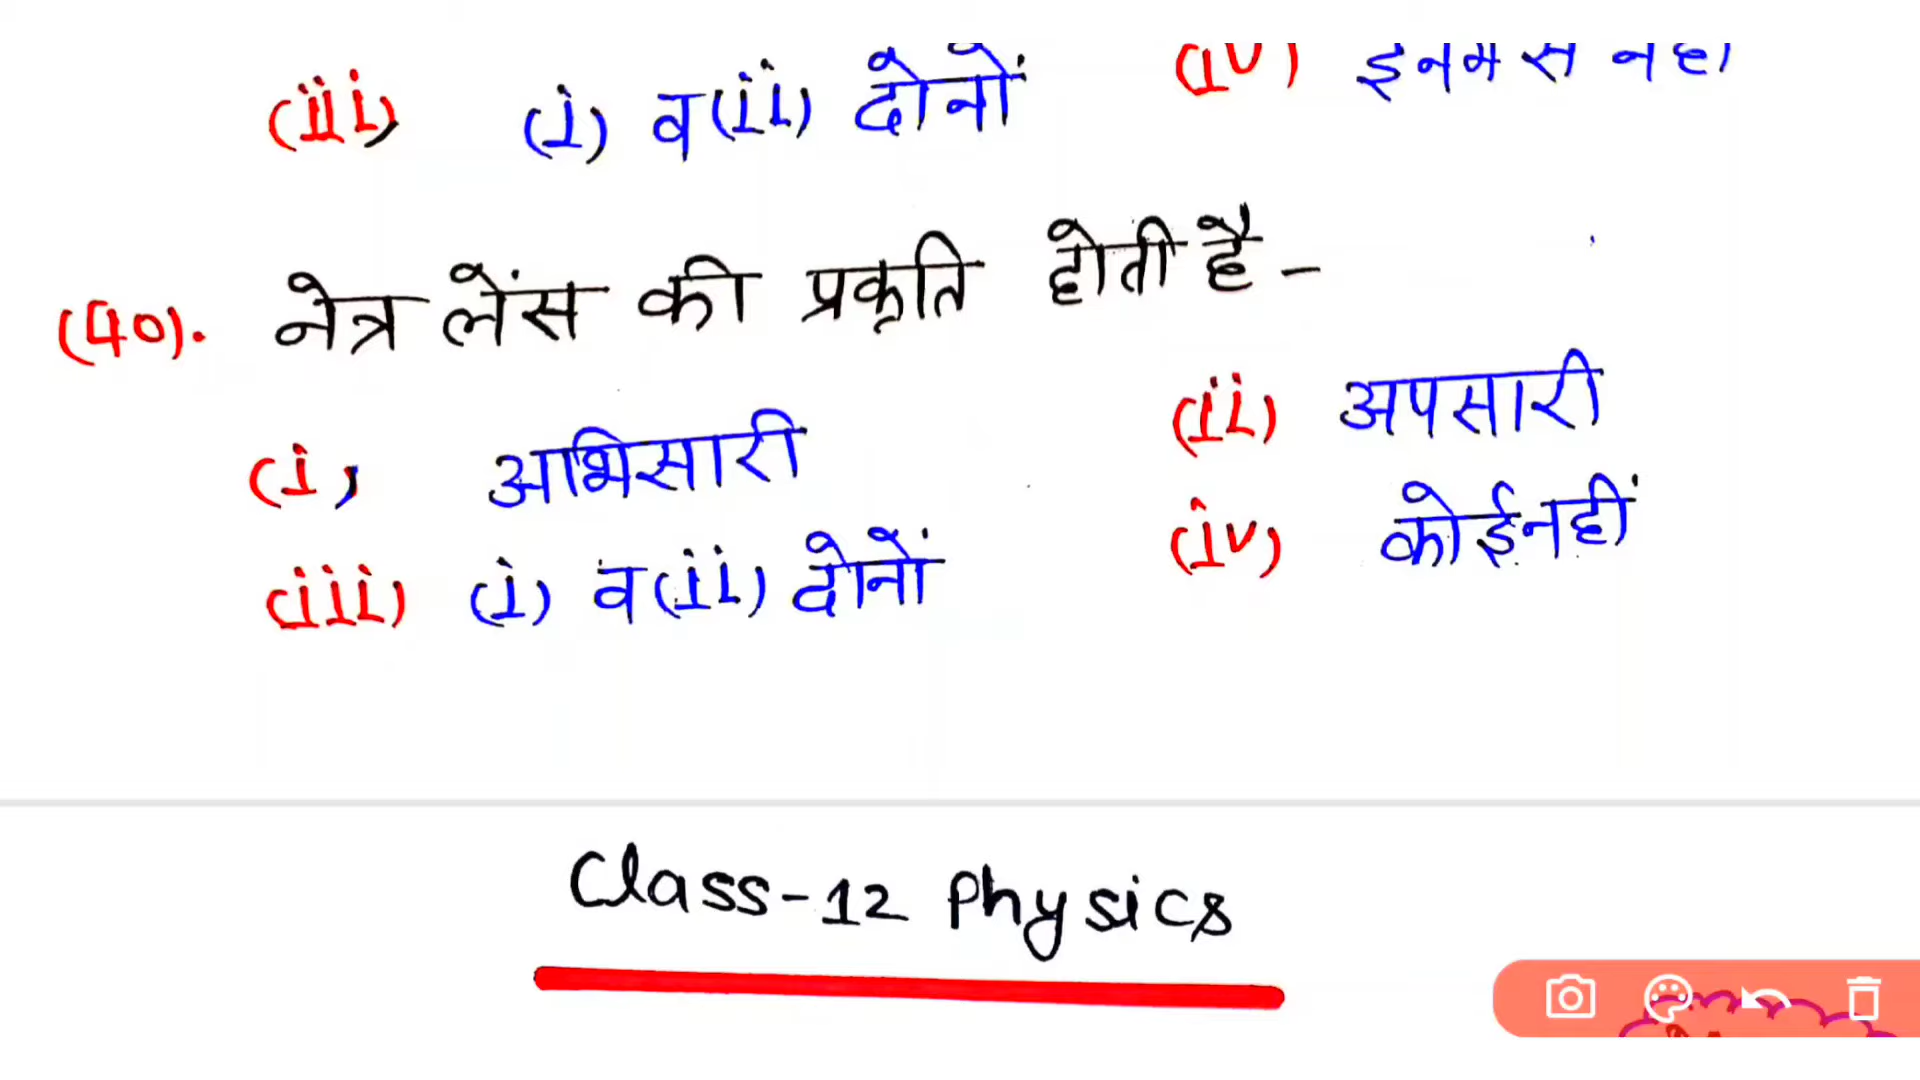 (iii) (i) व (ii) दोनों (iv) इनमें से नहीं
(40). नेत्र लेंस की प्रकृति होती है -
(i) अभिसारी (ii) अपसारी
(iii) (i) व (ii) दोनों (iv) कोई नहीं
Class-12 Physics